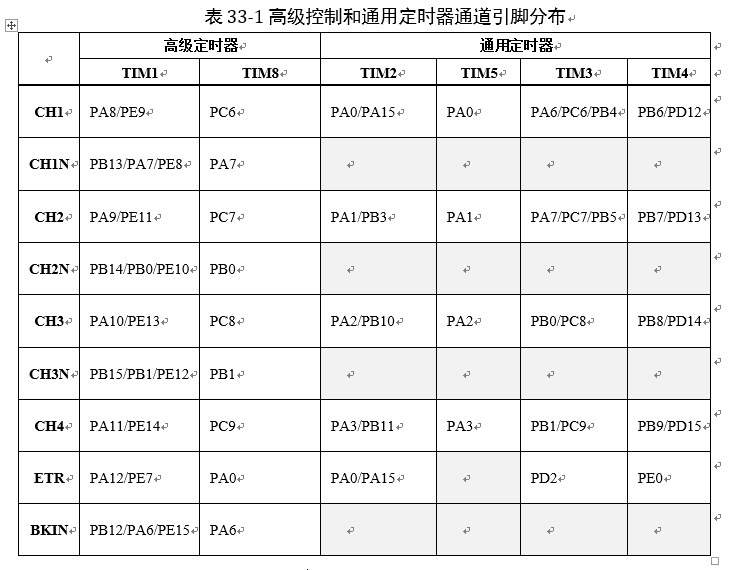 表 33-1 高级控制和通用定时器通道引脚分布
高级定时器 通用定时器
TIM1 TIM8 TIM2 TIM5 TIM3 TIM4
CH1 PA8/PE9 PC6 PA0/PA15 PA0 PA6/PC6/PB4 PB6/PD12
CH1N PB13/PA7/PE8 PA7
CH2 PA9/PE11 PC7 PA1/PB3 PA1 PA7/PC7/PB5 PB7/PD13
CH2N PB14/PB0/PE10 PB0
CH3 PA10/PE13 PC8 PA2/PB10 PA2 PB0/PC8 PB8/PD14
CH3N PB15/PB1/PE12 PB1
CH4 PA11/PE14 PC9 PA3/PB11 PA3 PB1/PC9 PB9/PD15
ETR PA12/PE7 PA0 PA0/PA15 PD2 PE0
BKIN PB12/PA6/PE15 PA6